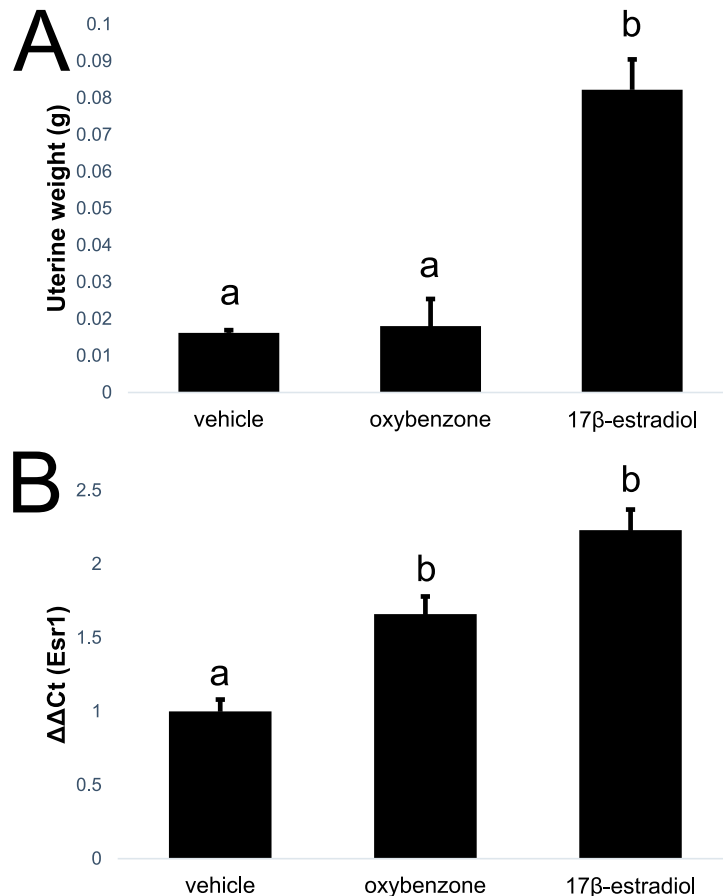 A
Uterine weight (g)
0.1
0.09
0.08
0.07
0.06
0.05
0.04
0.03
0.02
0.01
0
a
a
b
vehicle
oxybenzone
17β-estradiol
B
ΔΔCt (Esr1)
2.5
2
1.5
1
0.5
0
a
b
b
vehicle
oxybenzone
17β-estradiol